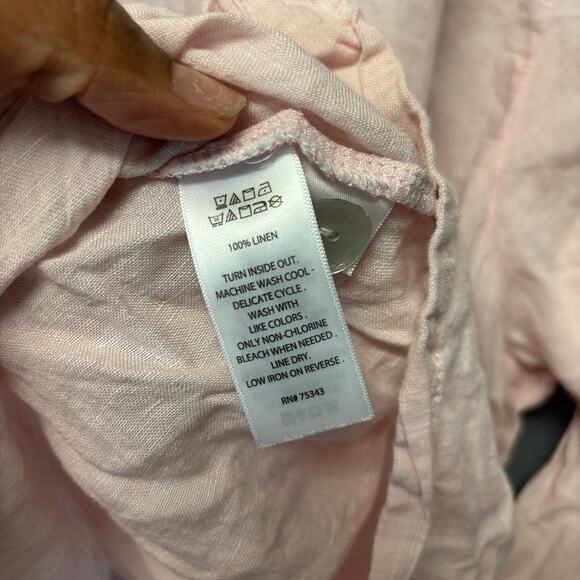 100% LINEN
TURN INSIDE OUT.
MACHINE WASH COOL -
DELICATE CYCLE .
WASH WITH
LIKE COLORS .
ONLY NON-CHLORINE
BLEACH WHEN NEEDED .
LINE DRY.
LOW IRON ON REVERSE .
RN# 75343